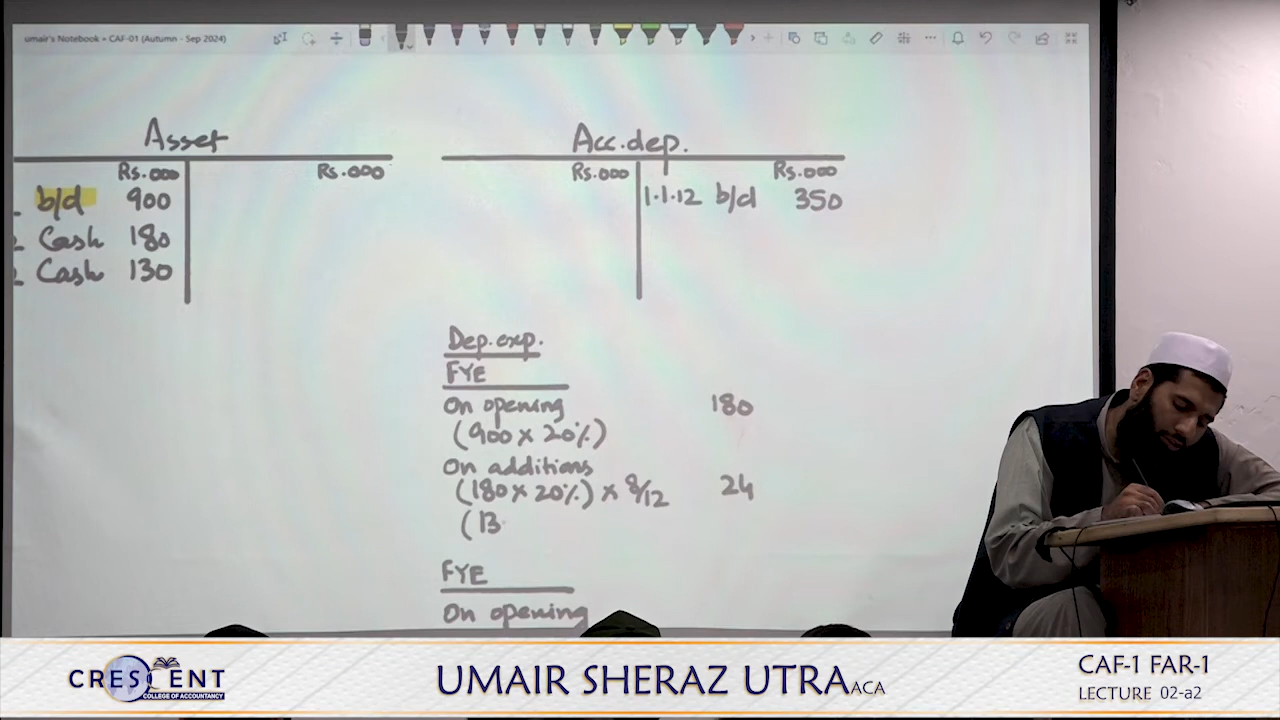 umair's Notebook » CAF-01 (Autumn - Sep 2024)
Asset
Rs.000 Rs.000
b/d 900
Cash 180
Cash 130
Acc.dep.
Rs.000 Rs.000
1.1.12 b/d 350
Dep.exp.
FYE
On opening 180
(900 x 20%)
On additions
(180 x 20%) x 8/12 24
(13
FYE
On opening
CRESCENT
COLLEGE OF ACCOUNTANCY
UMAIR SHERAZ UTRA ACA
CAF-1 FAR-1
LECTURE 02-a2